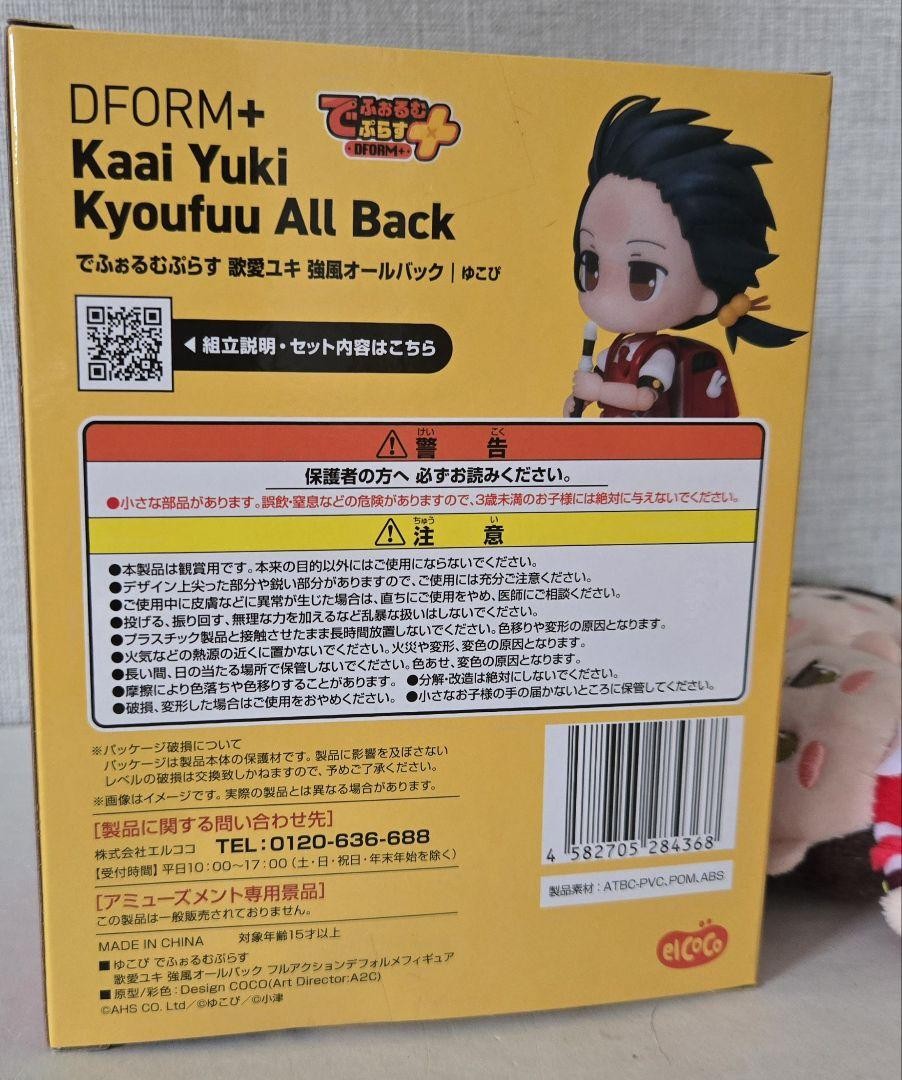 DFORM+
でふぉるむ
ぷらす
DFORM+
Kaai Yuki
Kyoufuu All Back
でふぉるむぷらす 歌愛ユキ 強風オールバック | ゆこぴ
◀組立説明・セット内容はこちら
けい こく
警 告
保護者の方へ 必ずお読みください。
●小さな部品があります。誤飲・窒息などの危険がありますので、3歳未満のお子様には絶対に与えないでください。
ちゅう い
注 意
●本製品は観賞用です。本来の目的以外にはご使用にならないでください。
●デザイン上尖った部分や鋭い部分がありますので、ご使用には充分ご注意ください。
●ご使用中に皮膚などに異常が生じた場合は、直ちにご使用をやめ、医師にご相談ください。
●投げる、振り回す、無理な力を加えるなど乱暴な扱いはしないでください。
●プラスチック製品と接触させたまま長時間放置しないでください。色移りや変形の原因となります。
●火気などの熱源の近くに置かないでください。火災や変形、変色の原因となります。
●長い間、日の当たる場所で保管しないでください。色あせ、変色の原因となります。
●摩擦により色落ちや色移りすることがあります。 ●分解・改造は絶対にしないでください。
●破損、変形した場合はご使用をおやめください。 ●小さなお子様の手の届かないところに保管してください。
※パッケージ破損について
パッケージは製品本体の保護材です。製品に影響を及ぼさない
レベルの破損は交換致しかねますので、予めご了承ください。
※画像はイメージです。実際の製品とは異なる場合があります。
[製品に関する問い合わせ先]
株式会社エルココ TEL:0120-636-688
【受付時間】平日10:00〜17:00(土・日・祝日・年末年始を除く)
[アミューズメント専用景品]
この製品は一般販売されておりません。
MADE IN CHINA 対象年齢15才以上
■ゆこぴ でふぉるむぷらす
歌愛ユキ 強風オールバック フルアクションデフォルメフィギュア
■原型/彩色:Design COCO(Art Director:A2C)
©AHS CO. Ltd/©ゆこぴ/©小津
4 582705 284368
製品素材:ATBC-PVC、POM、ABS
elCoCo